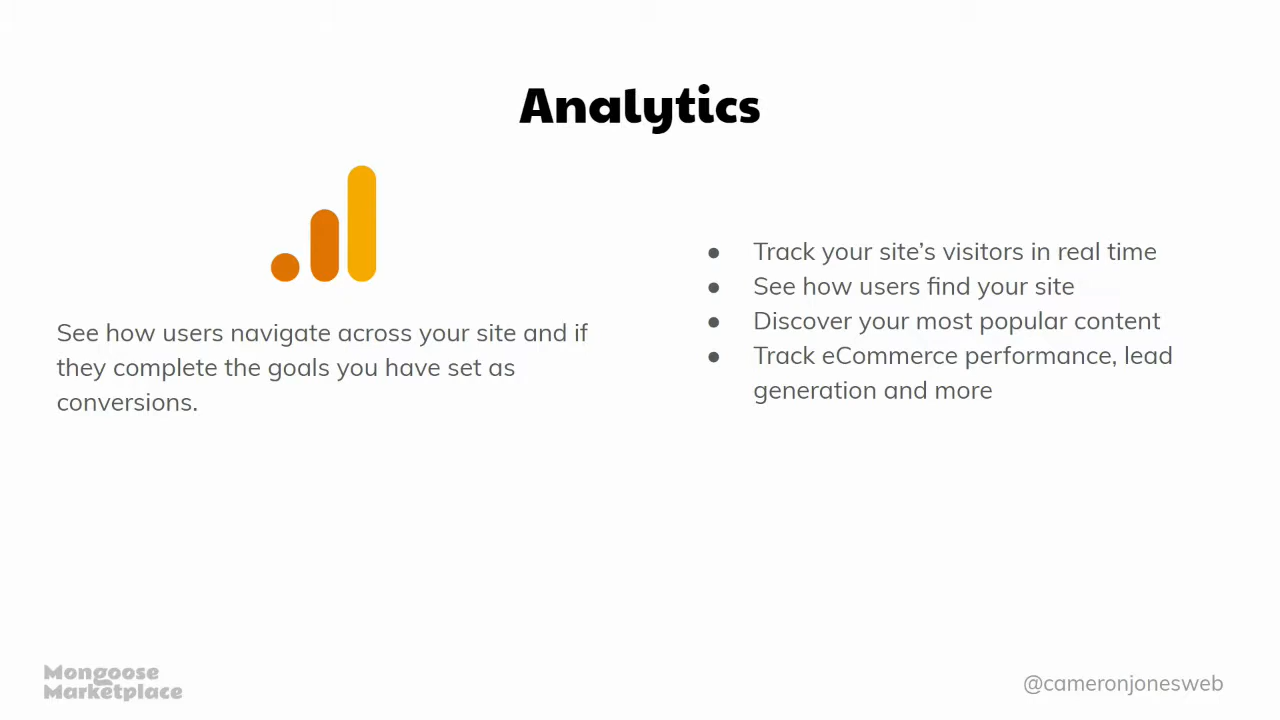 Analytics
See how users navigate across your site and if
they complete the goals you have set as
conversions.
● Track your site’s visitors in real time
● See how users find your site
● Discover your most popular content
● Track eCommerce performance, lead
generation and more
Mongoose
Marketplace
@cameronjonesweb